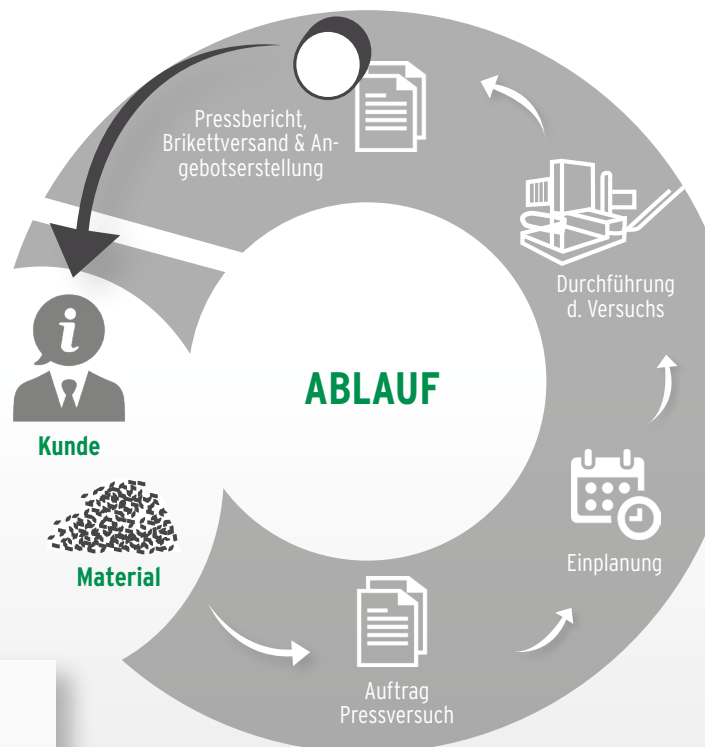 Pressbericht,
Brikettversand & An-
gebotserstellung
Durchführung
d. Versuchs
ABLAUF
i
Kunde
Material
Einplanung
Auftrag
Pressversuch